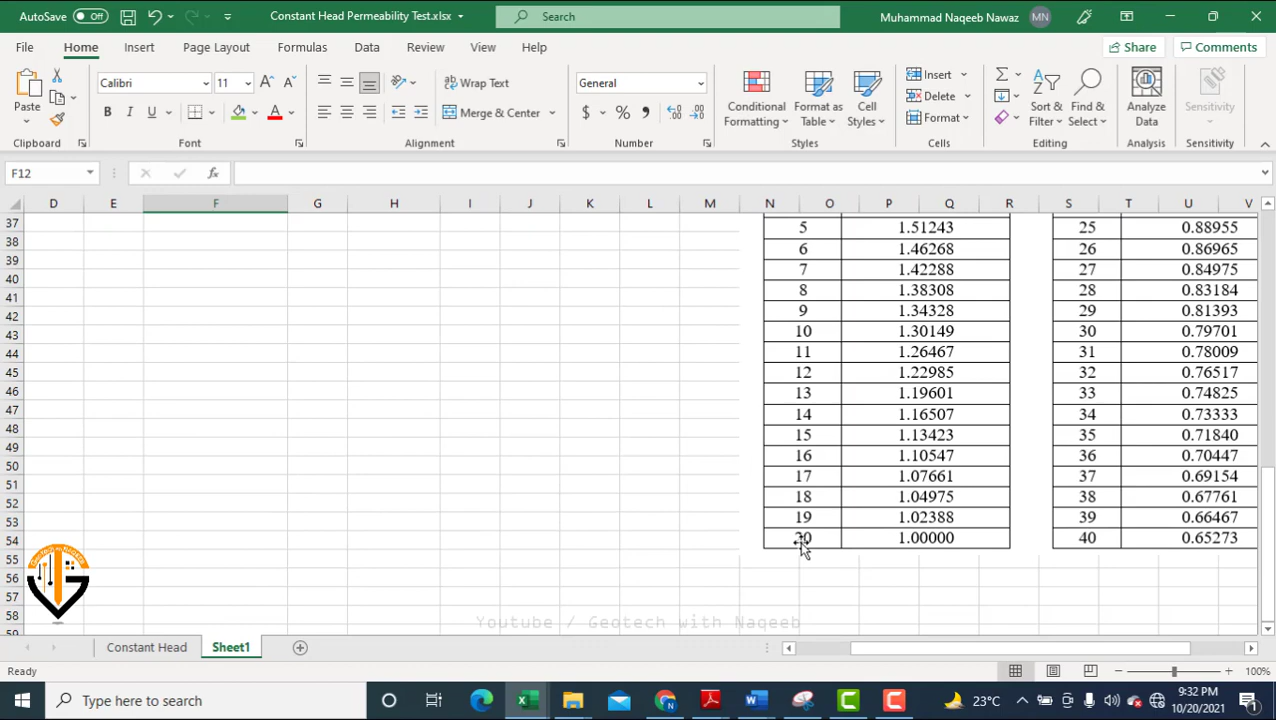 AutoSave Off Constant Head Permeability Test.xlsx Search Muhammad Naqeeb Nawaz MN
File Home Insert Page Layout Formulas Data Review View Help Share Comments
Paste Calibri 11 A A Wrap Text General Conditional Formatting Format as Table Cell Styles Insert Sort & Filter Find & Select Analyze Data Sensitivity
B I U A Merge & Center $ % Delete
Format
Clipboard Font Alignment Number Styles Cells Editing Analysis Sensitivity
F12 fx
D E F G H I J K L M N O P Q R S T U V
37 5 1.51243 25 0.88955
38 6 1.46268 26 0.86965
39 7 1.42288 27 0.84975
40 8 1.38308 28 0.83184
41 9 1.34328 29 0.81393
42
43 10 1.30149 30 0.79701
44 11 1.26467 31 0.78009
45 12 1.22985 32 0.76517
46 13 1.19601 33 0.74825
47 14 1.16507 34 0.73333
48 15 1.13423 35 0.71840
49
50 16 1.10547 36 0.70447
51 17 1.07661 37 0.69154
52 18 1.04975 38 0.67761
53 19 1.02388 39 0.66467
54 20 1.00000 40 0.65273
55
56
57
58 Youtube / Geotech with Naqeeb
59
Constant Head Sheet1
Ready 100%
Type here to search 23°C 9:32 PM
10/20/2021